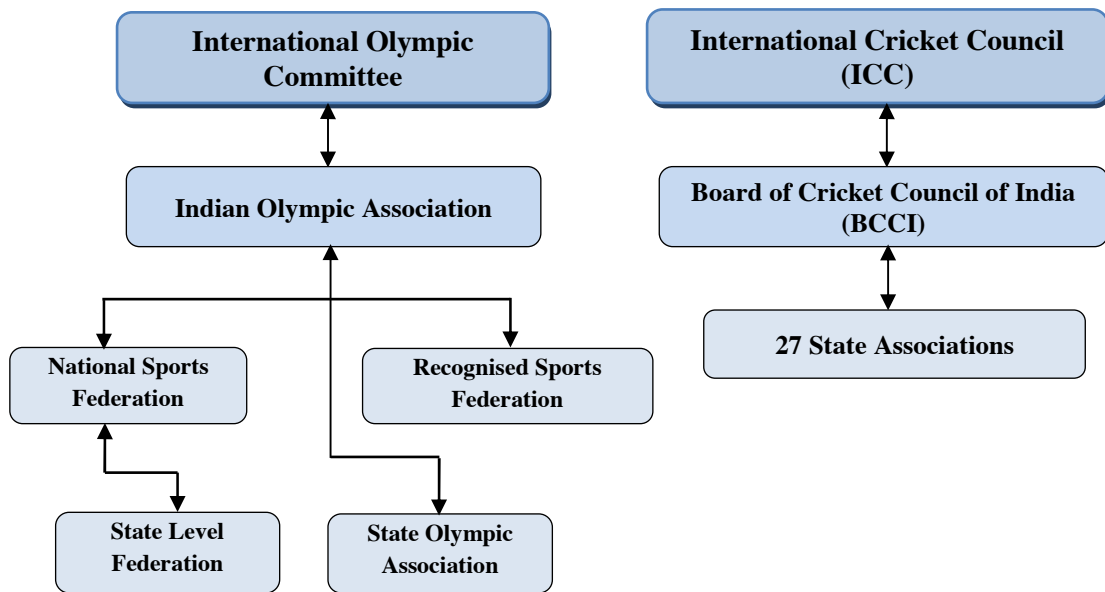 International Olympic
Committee
International Cricket Council
(ICC)
Indian Olympic Association
Board of Cricket Council of India
(BCCI)
National Sports
Federation
Recognised Sports
Federation
27 State Associations
State Level
Federation
State Olympic
Association